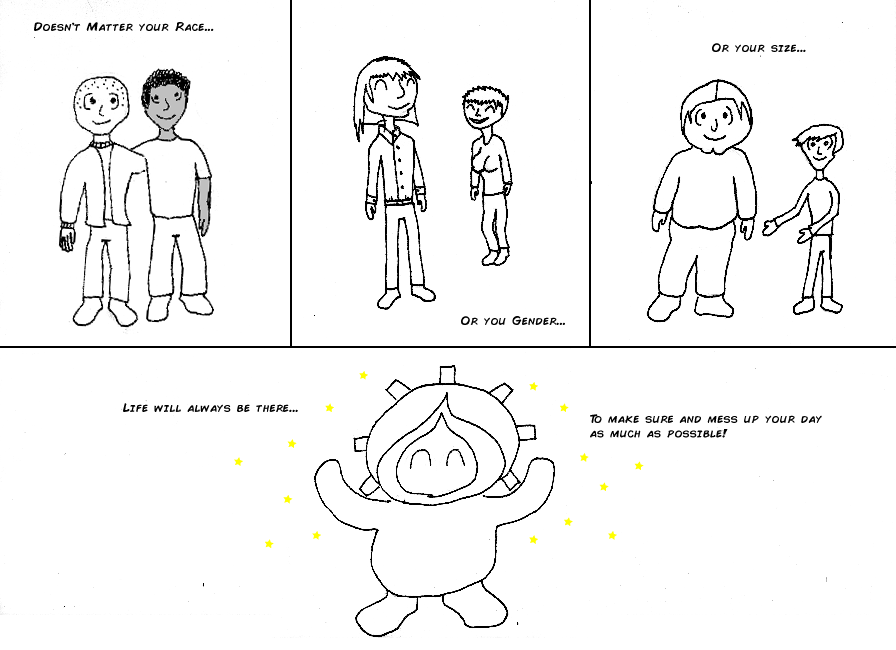 Doesn't Matter your Race...
Or you Gender...
Or your size...
Life will always be there...
To make sure and mess up your day
as much as possible!